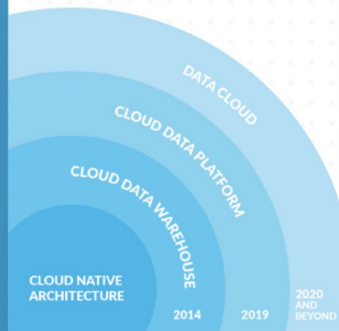 DATA CLOUD
CLOUD DATA PLATFORM
CLOUD DATA WAREHOUSE
CLOUD NATIVE
ARCHITECTURE
2014
2019
2020
AND
BEYOND